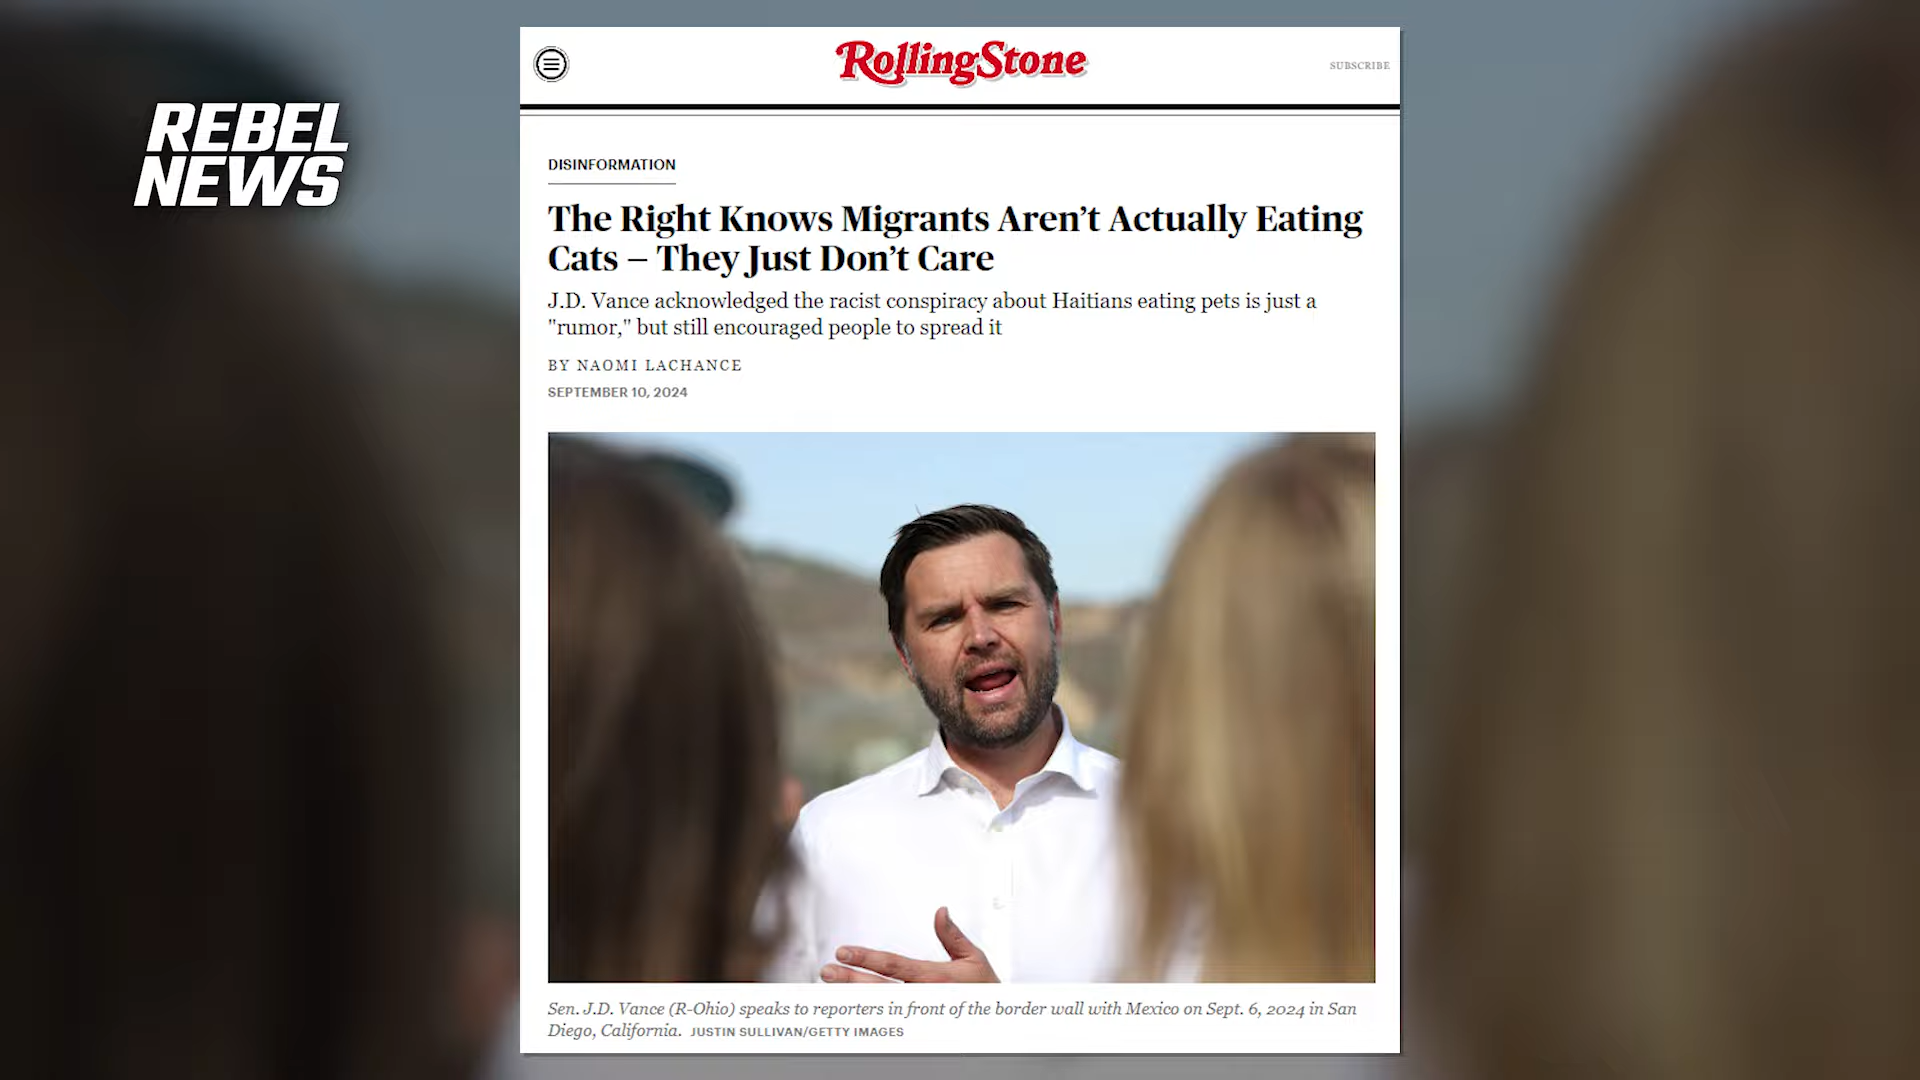 REBEL
NEWS
RollingStone
SUBSCRIBE
DISINFORMATION
The Right Knows Migrants Aren't Actually Eating
Cats – They Just Don't Care
J.D. Vance acknowledged the racist conspiracy about Haitians eating pets is just a
"rumor," but still encouraged people to spread it
BY NAOMI LACHANCE
SEPTEMBER 10, 2024
Sen. J.D. Vance (R-Ohio) speaks to reporters in front of the border wall with Mexico on Sept. 6, 2024 in San
Diego, California. JUSTIN SULLIVAN/GETTY IMAGES